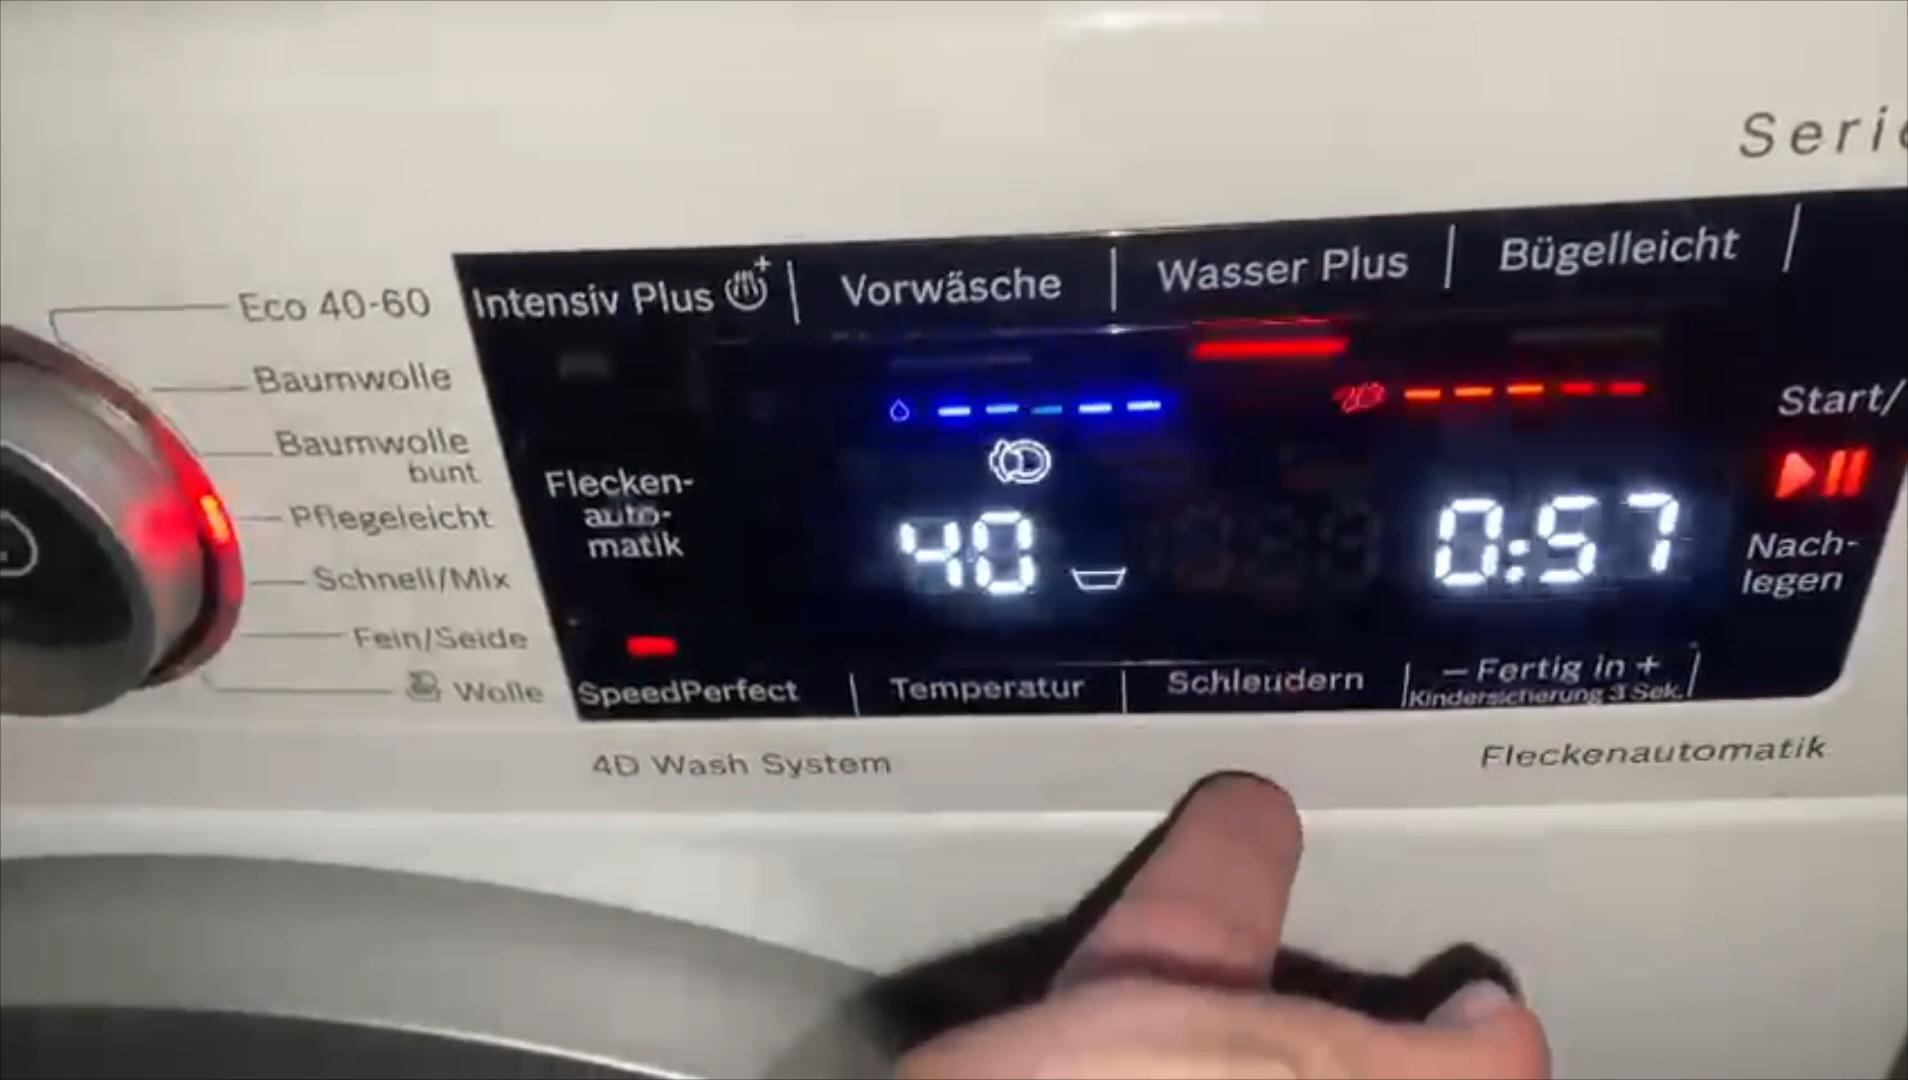 Eco 40-60
Baumwolle
Baumwolle
bunt
Pflegeleicht
Schnell/Mix
Fein/Seide
Wolle
Intensiv Plus
Vorwäsche
Wasser Plus
Bügelleicht
Flecken-
auto-
matik
40
0:57
Start/
Nach-
legen
SpeedPerfect
Temperatur
Schleudern
– Fertig in +
Kindersicherung 3 Sek.
4D Wash System
Fleckenautomatik